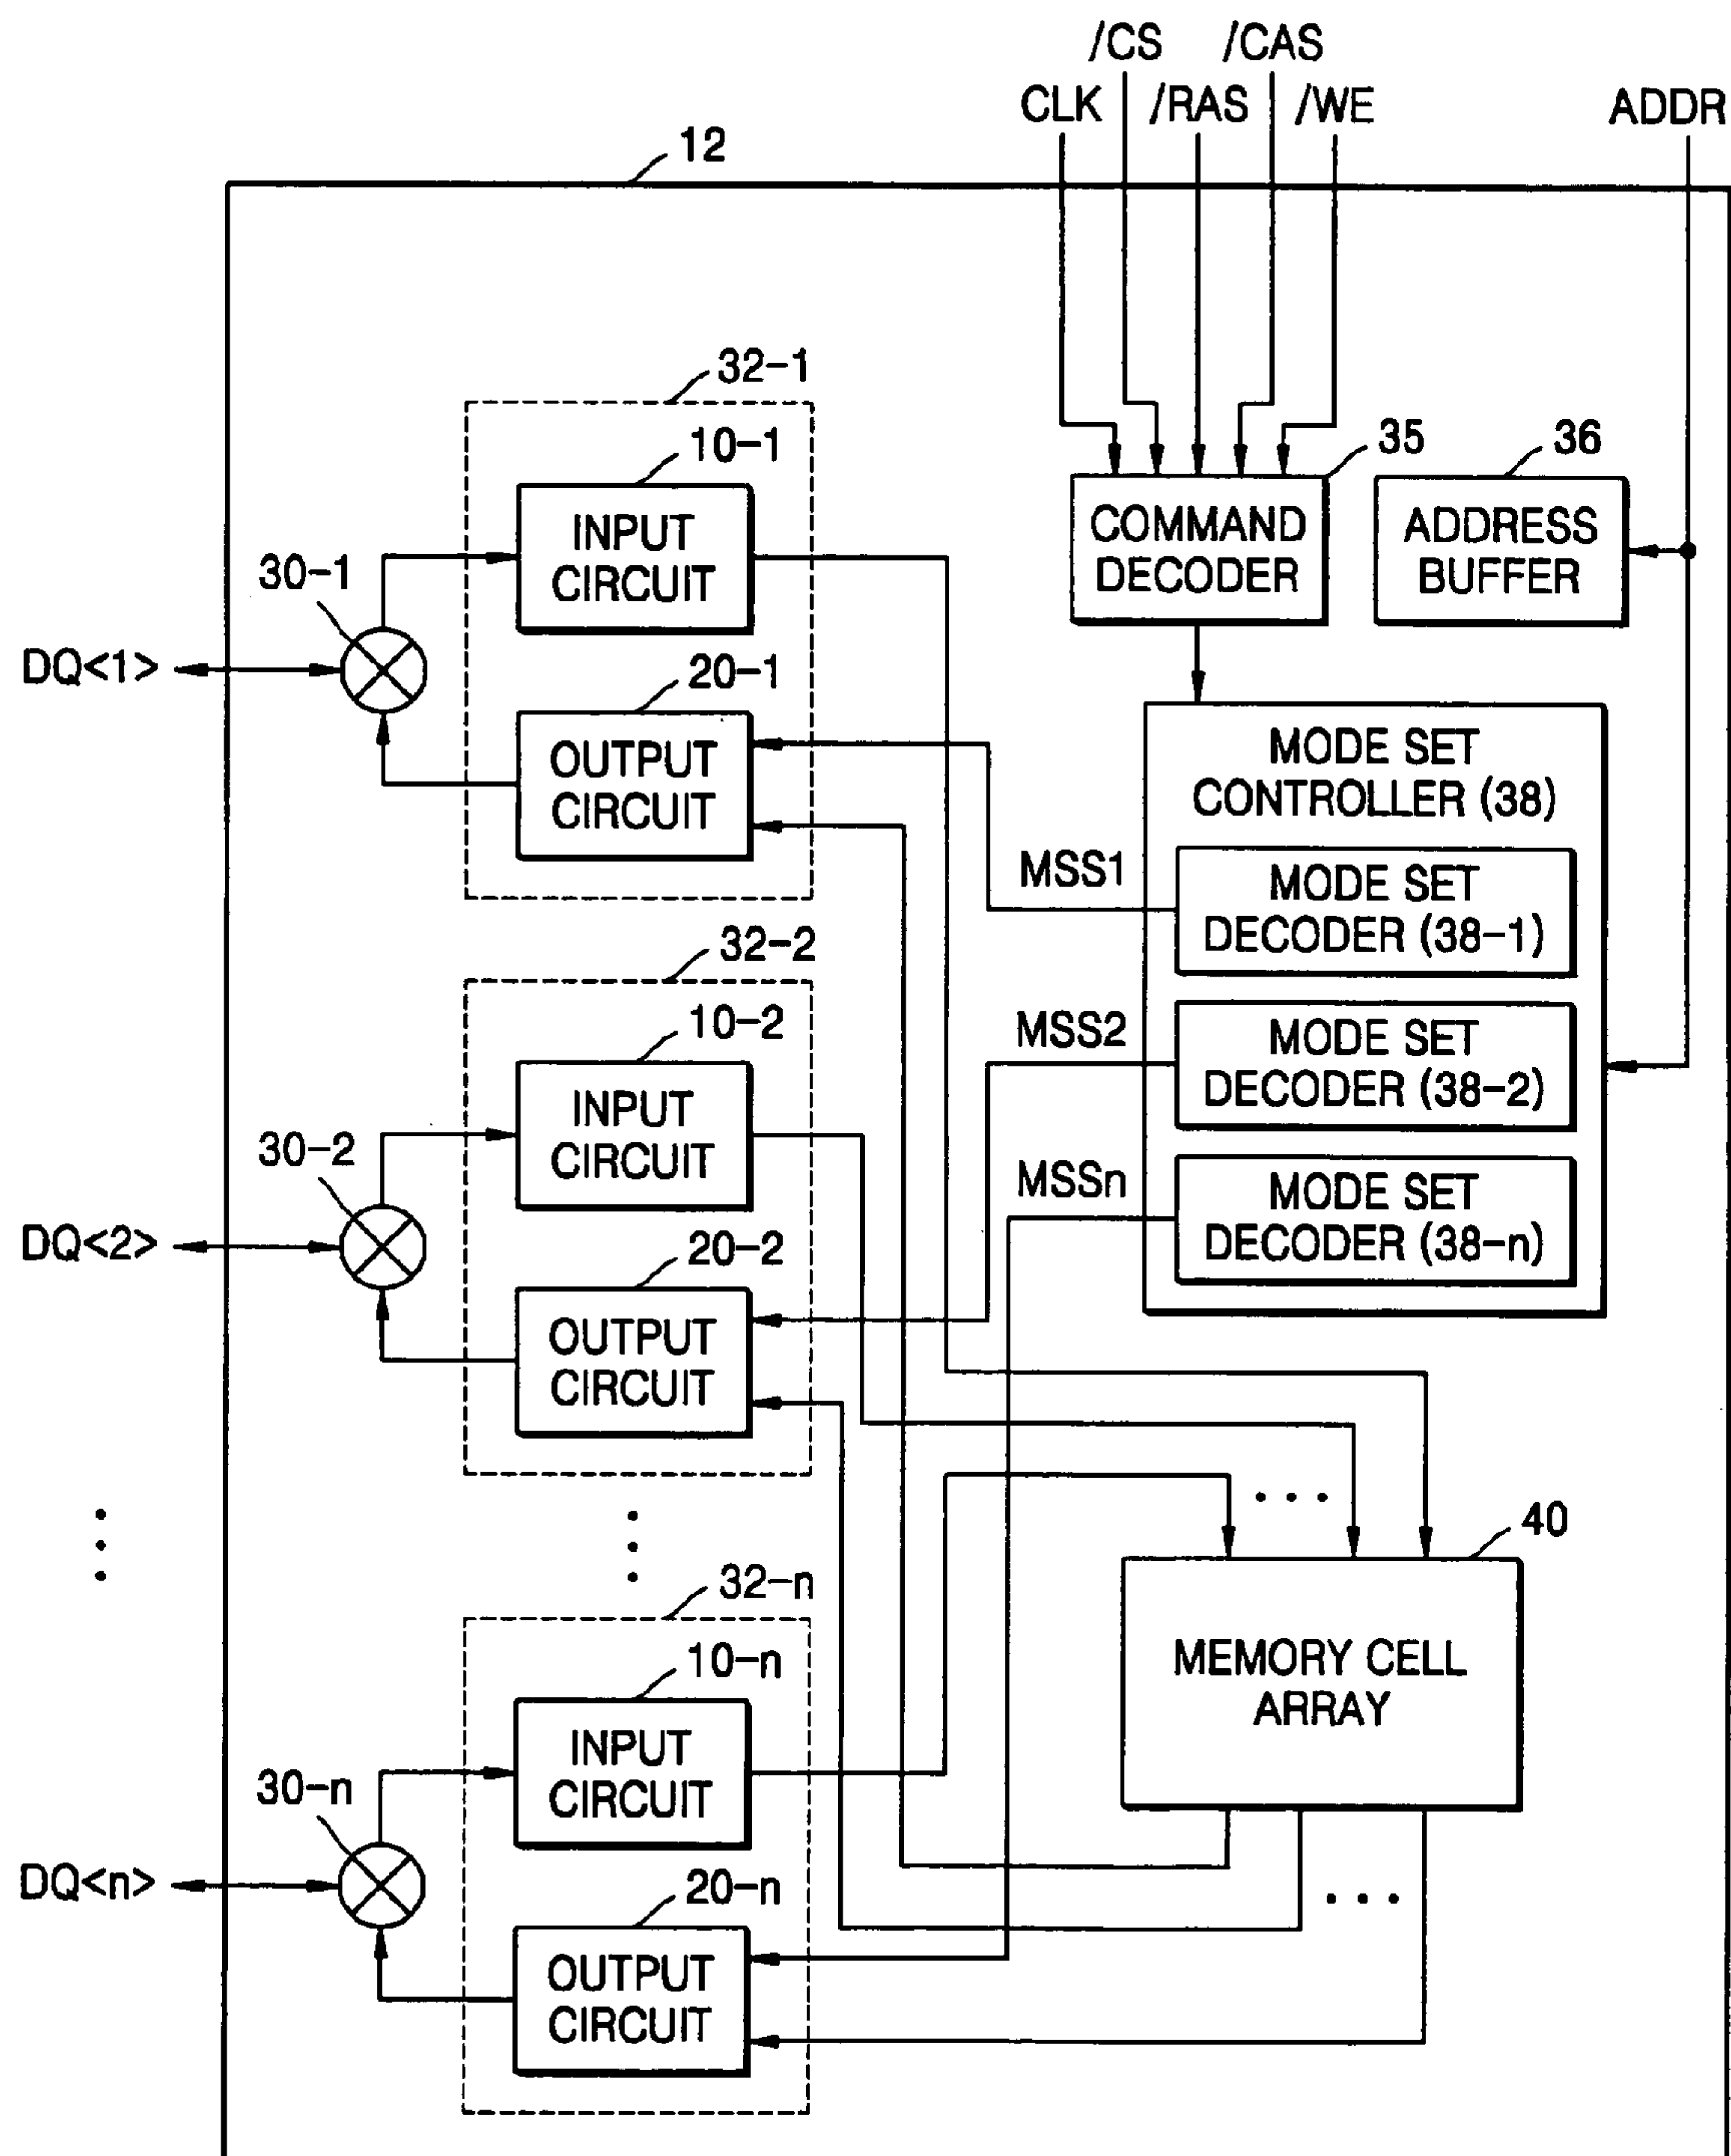 /CS /CAS
CLK /RAS /WE ADDR
12
32-1
10-1 35 36
INPUT
CIRCUIT
COMMAND
DECODER
ADDRESS
BUFFER
30-1
DQ<1>
20-1
OUTPUT
CIRCUIT
MODE SET
CONTROLLER (38)
MSS1
MODE SET
DECODER (38-1)
32-2
10-2
MSS2
MODE SET
DECODER (38-2)
INPUT
CIRCUIT
30-2
MSSn
MODE SET
DECODER (38-n)
DQ<2>
20-2
OUTPUT
CIRCUIT
40
32-n
10-n
MEMORY CELL
ARRAY
INPUT
CIRCUIT
30-n
DQ<n>
20-n
OUTPUT
CIRCUIT